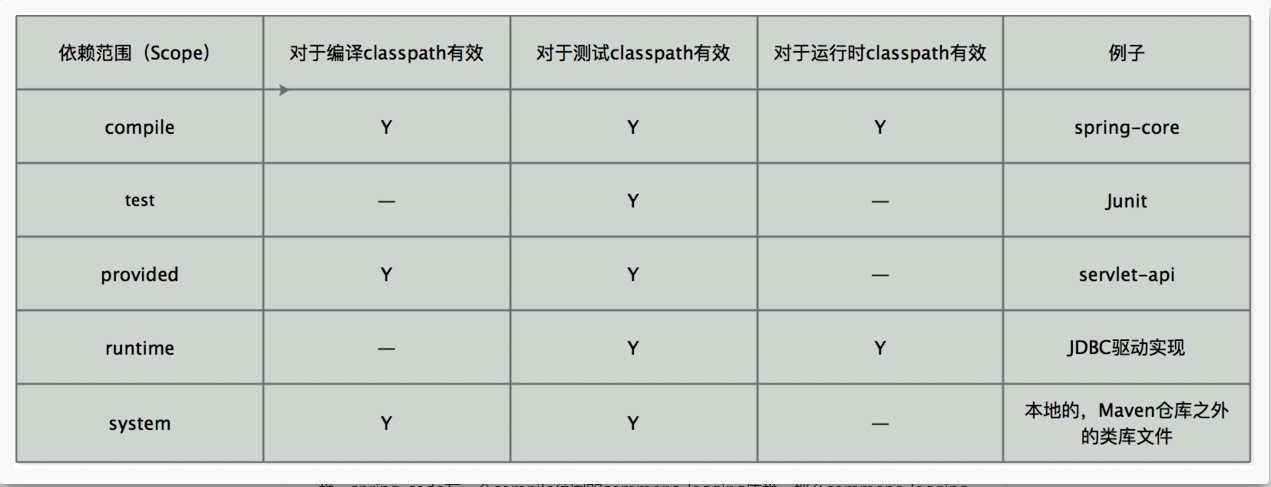 依赖范围（Scope） 对于编译classpath有效 对于测试classpath有效 对于运行时classpath有效 例子
compile Y Y Y spring-core
test — Y — Junit
provided Y Y — servlet-api
runtime — Y Y JDBC驱动实现
system Y Y — 本地的，Maven仓库之外
的类库文件